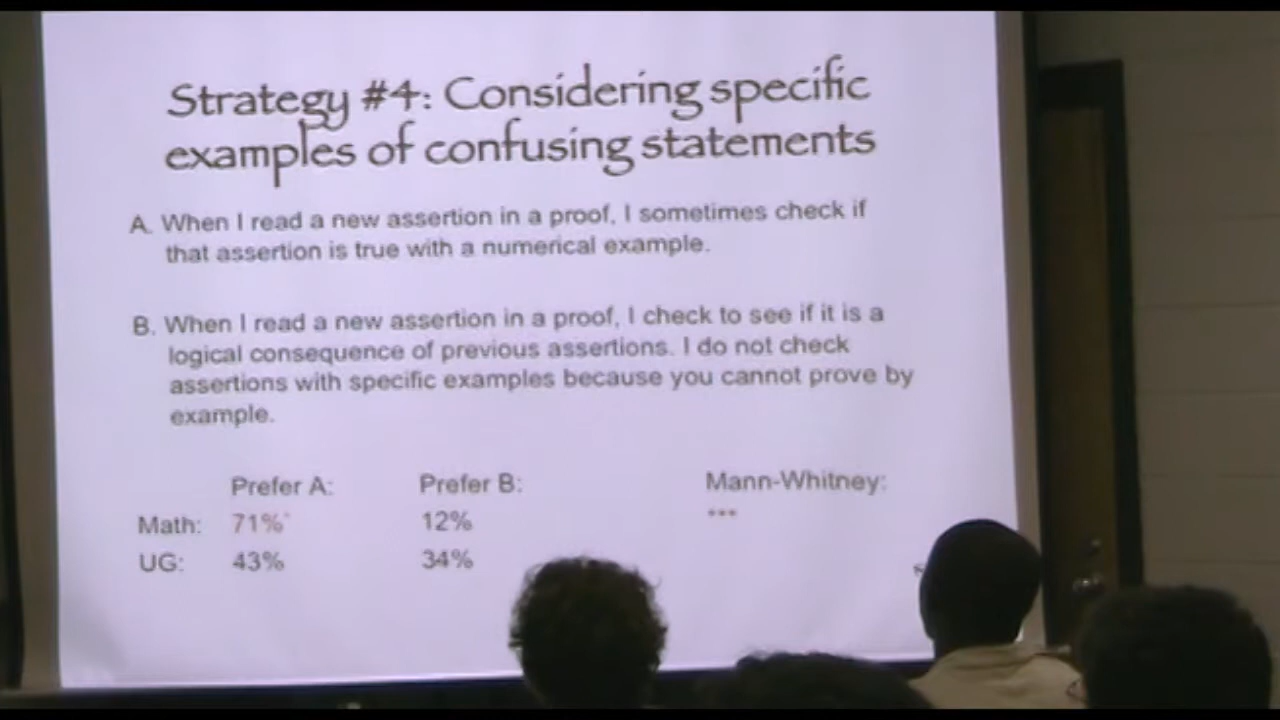 Strategy #4: Considering specific
examples of confusing statements
A. When I read a new assertion in a proof, I sometimes check if
that assertion is true with a numerical example.
B. When I read a new assertion in a proof, I check to see if it is a
logical consequence of previous assertions. I do not check
assertions with specific examples because you cannot prove by
example.
Prefer A: Prefer B: Mann-Whitney:
Math: 71% 12% ***
UG: 43% 34%